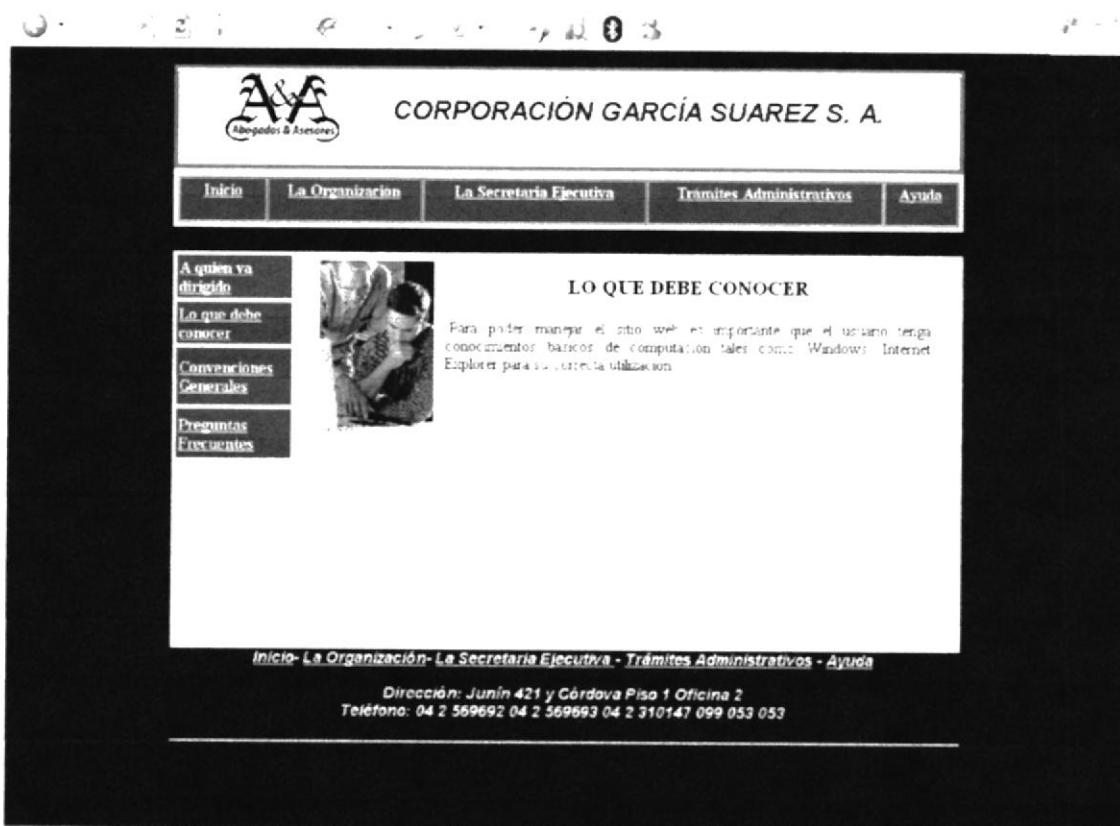 A&A
Abogados & Asesores
CORPORACIÓN GARCÍA SUAREZ S. A.
Inicio
La Organización
La Secretaria Ejecutiva
Trámites Administrativos
Ayuda
A quien va
dirigido
Lo que debe
conocer
Convenciones
Generales
Preguntas
Frecuentes
LO QUE DEBE CONOCER
Para poder manejar el sitio web es importante que el usuario tenga
conocimientos básicos de computación tales como Windows Internet
Explorer para su correcta utilización
Inicio- La Organización- La Secretaria Ejecutiva - Trámites Administrativos - Ayuda
Dirección: Junín 421 y Córdova Piso 1 Oficina 2
Teléfono: 04 2 569692 04 2 569693 04 2 310147 099 053 053